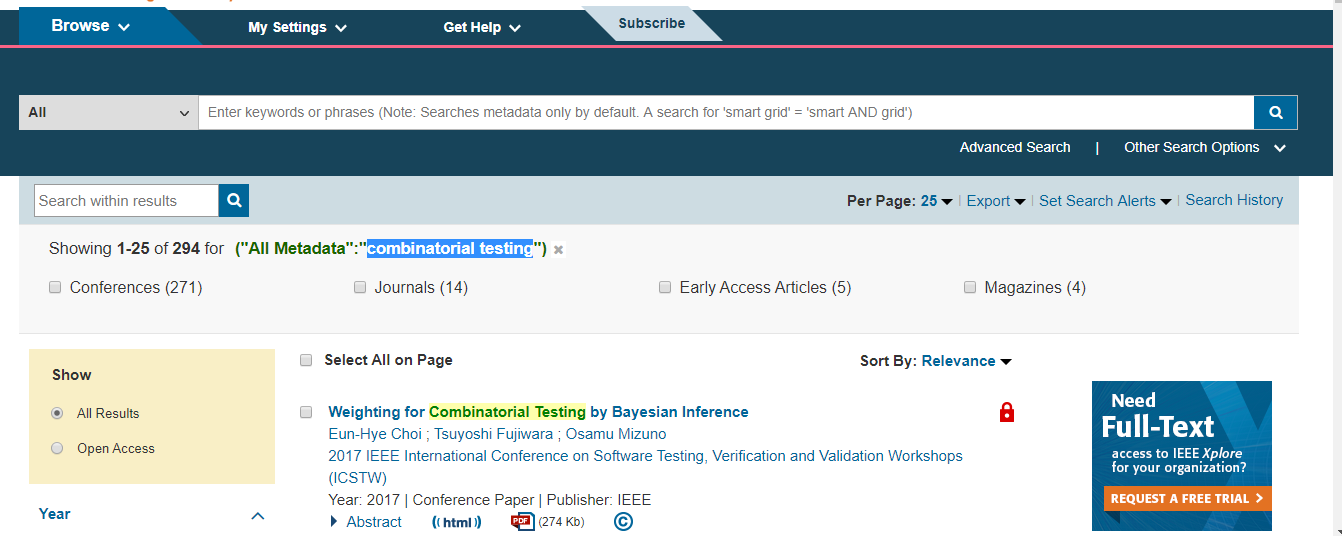 Browse My Settings Get Help Subscribe
All Enter keywords or phrases (Note: Searches metadata only by default. A search for 'smart grid' = 'smart AND grid')
Advanced Search | Other Search Options
Search within results Per Page: 25 | Export | Set Search Alerts | Search History
Showing 1-25 of 294 for ("All Metadata":"combinatorial testing") ×
Conferences (271) Journals (14) Early Access Articles (5) Magazines (4)
Show
All Results
Open Access
Year
Select All on Page Sort By: Relevance
Weighting for Combinatorial Testing by Bayesian Inference
Eun-Hye Choi ; Tsuyoshi Fujiwara ; Osamu Mizuno
2017 IEEE International Conference on Software Testing, Verification and Validation Workshops
(ICSTW)
Year: 2017 | Conference Paper | Publisher: IEEE
Abstract ((html)) PDF (274 Kb) ©
Need
Full-Text
access to IEEE Xplore
for your organization?
REQUEST A FREE TRIAL >